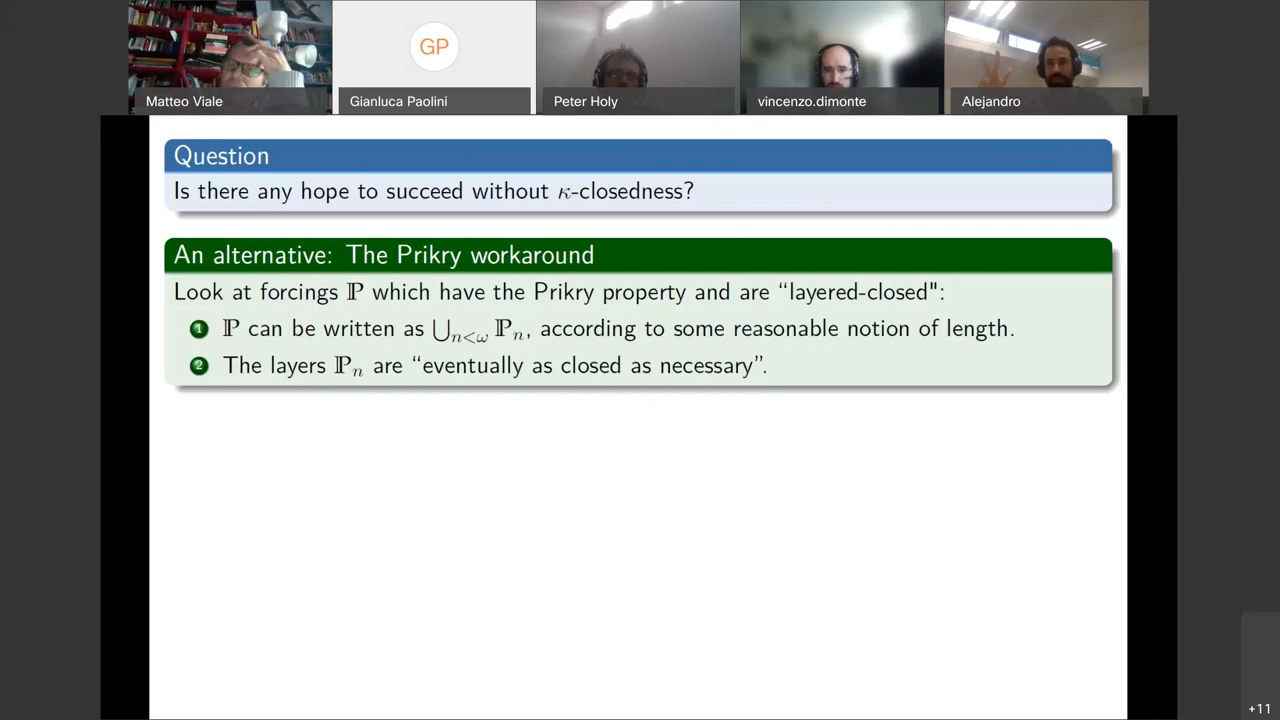 GP
Matteo Viale
Gianluca Paolini
Peter Holy
vincenzo.dimonte
Alejandro
Question
Is there any hope to succeed without κ-closedness?
An alternative: The Prikry workaround
Look at forcings ℙ which have the Prikry property and are “layered-closed":
1 ℙ can be written as ⋃ₙ<ω ℙₙ, according to some reasonable notion of length.
2 The layers ℙₙ are “eventually as closed as necessary”.
+11